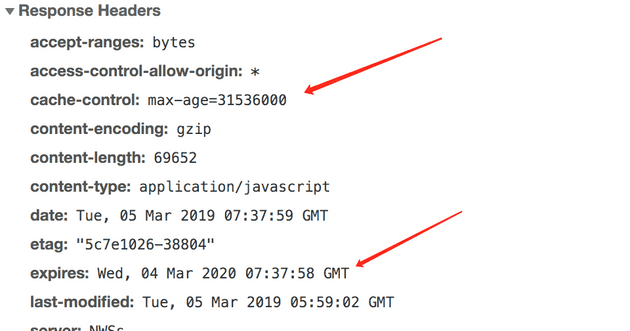 Response Headers
accept-ranges: bytes
access-control-allow-origin: *
cache-control: max-age=31536000
content-encoding: gzip
content-length: 69652
content-type: application/javascript
date: Tue, 05 Mar 2019 07:37:59 GMT
etag: "5c7e1026-38804"
expires: Wed, 04 Mar 2020 07:37:58 GMT
last-modified: Tue, 05 Mar 2019 05:59:02 GMT
server: NWSs